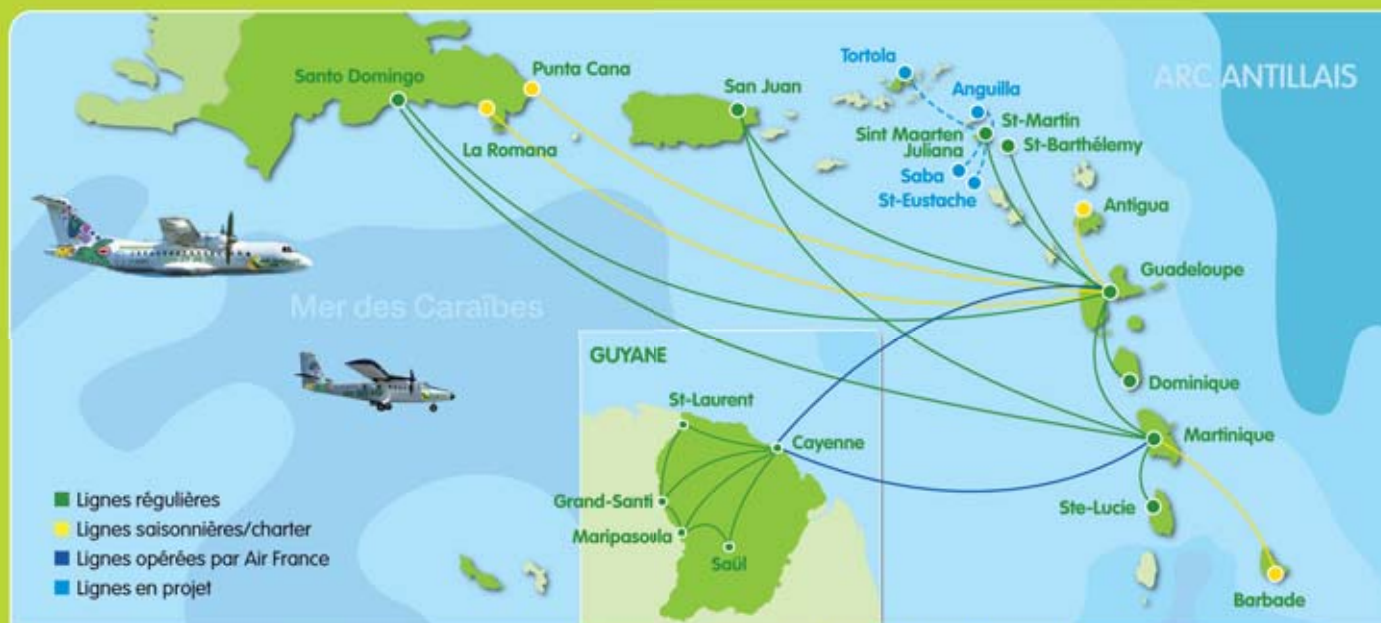 ARC ANTILLAIS
Santo Domingo
Punta Cana
La Romana
San Juan
Tortola
Anguilla
St-Martin
Sint Maarten
Juliana
St-Barthélemy
Saba
St-Eustache
Antigua
Guadeloupe
Mer des Caraïbes
Dominique
Martinique
Ste-Lucie
Barbade
GUYANE
St-Laurent
Cayenne
Grand-Santi
Maripasoula
Saül
Lignes régulières
Lignes saisonnières/charter
Lignes opérées par Air France
Lignes en projet